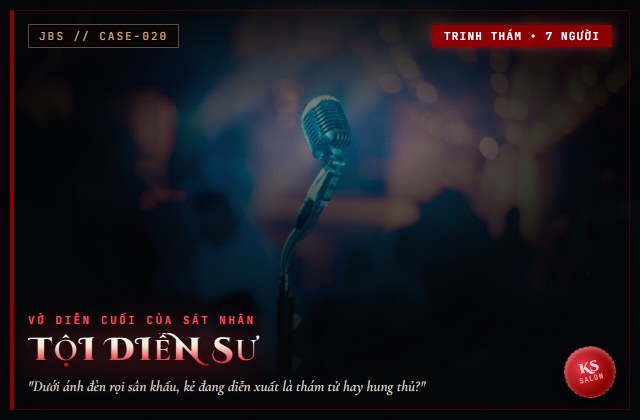 JBS // CASE-020
TRINH THÁM • 7 NGƯỜI
VỞ DIỄN CUỐI CỦA SÁT NHÂN
TỘI DIỄN SƯ
"Dưới ánh đèn rọi sân khấu, kẻ đang diễn xuất là thám tử hay hung thủ?"
KS
SALON